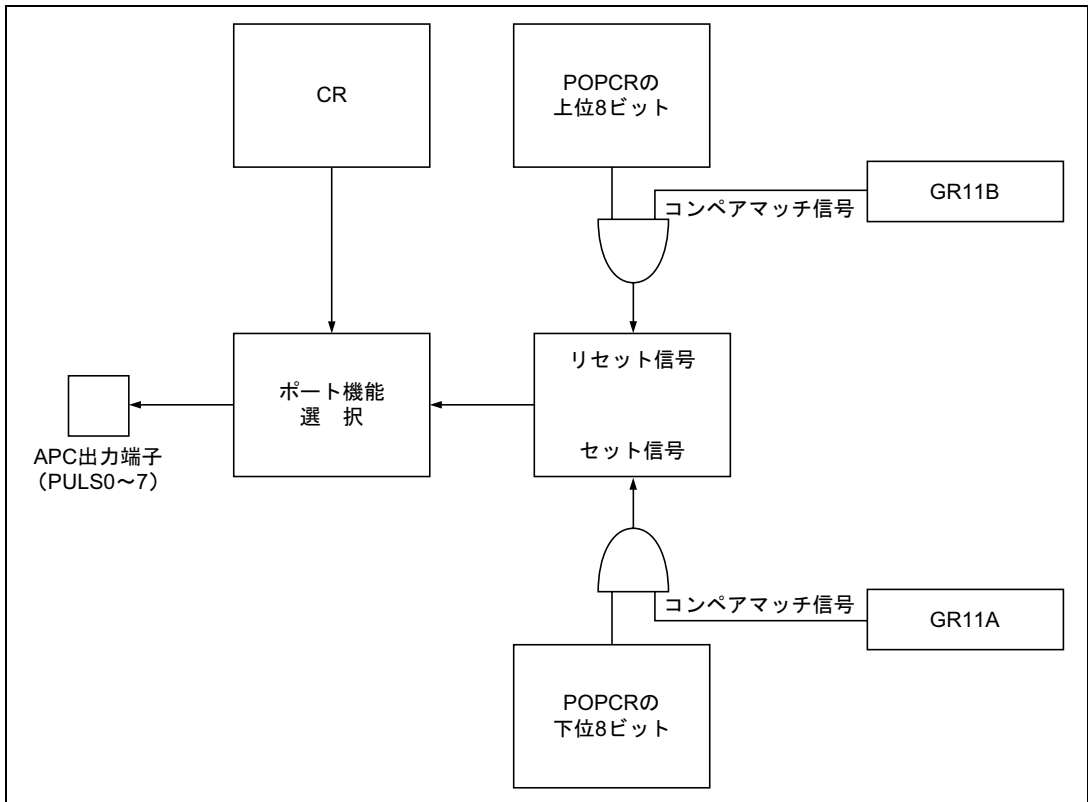 CR
POPCRの
上位8ビット
GR11B
コンペアマッチ信号
リセット信号
ポート機能
選 択
セット信号
APC出力端子
（PULS0～7）
コンペアマッチ信号
GR11A
POPCRの
下位8ビット